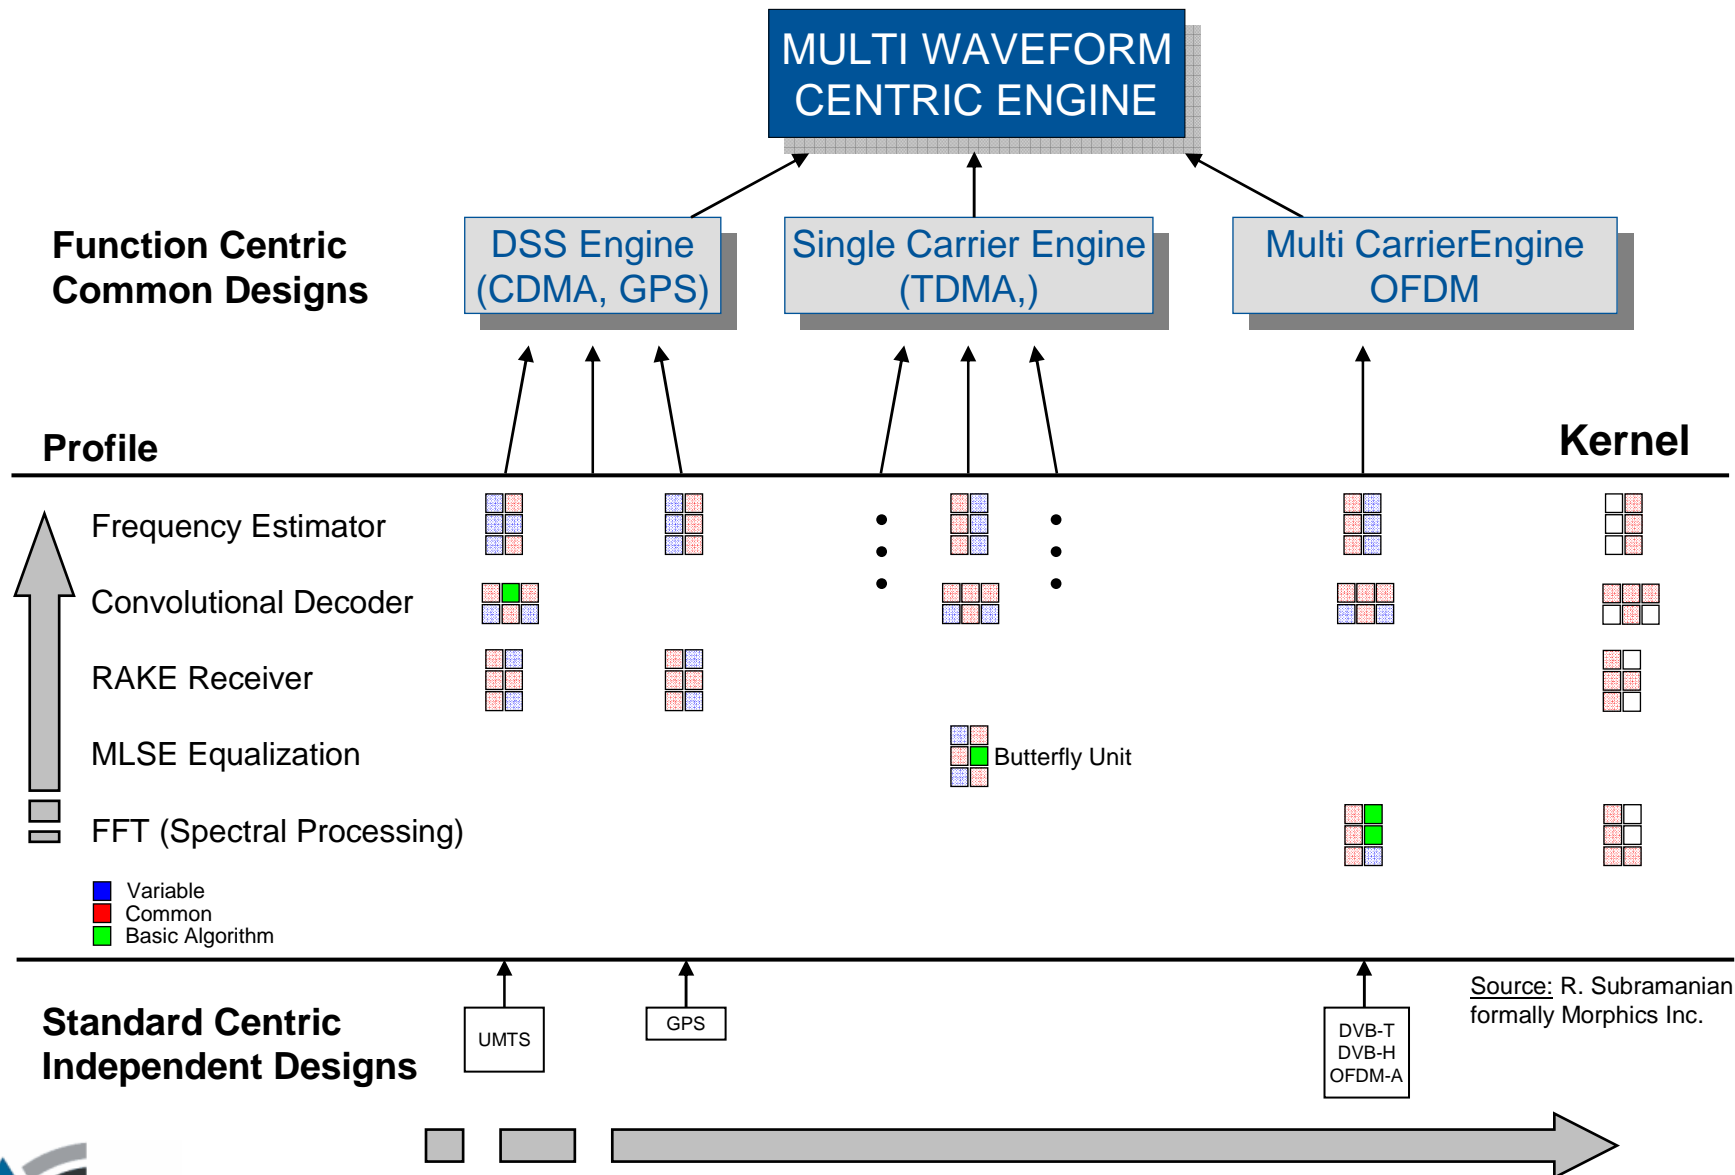 MULTI WAVEFORM
CENTRIC ENGINE
Function Centric
Common Designs
DSS Engine
(CDMA, GPS)
Single Carrier Engine
(TDMA,)
Multi CarrierEngine
OFDM
Profile
Kernel
Frequency Estimator
Convolutional Decoder
RAKE Receiver
MLSE Equalization
Butterfly Unit
FFT (Spectral Processing)
Variable
Common
Basic Algorithm
Standard Centric
Independent Designs
UMTS
GPS
DVB-T
DVB-H
OFDM-A
Source: R. Subramanian
formally Morphics Inc.